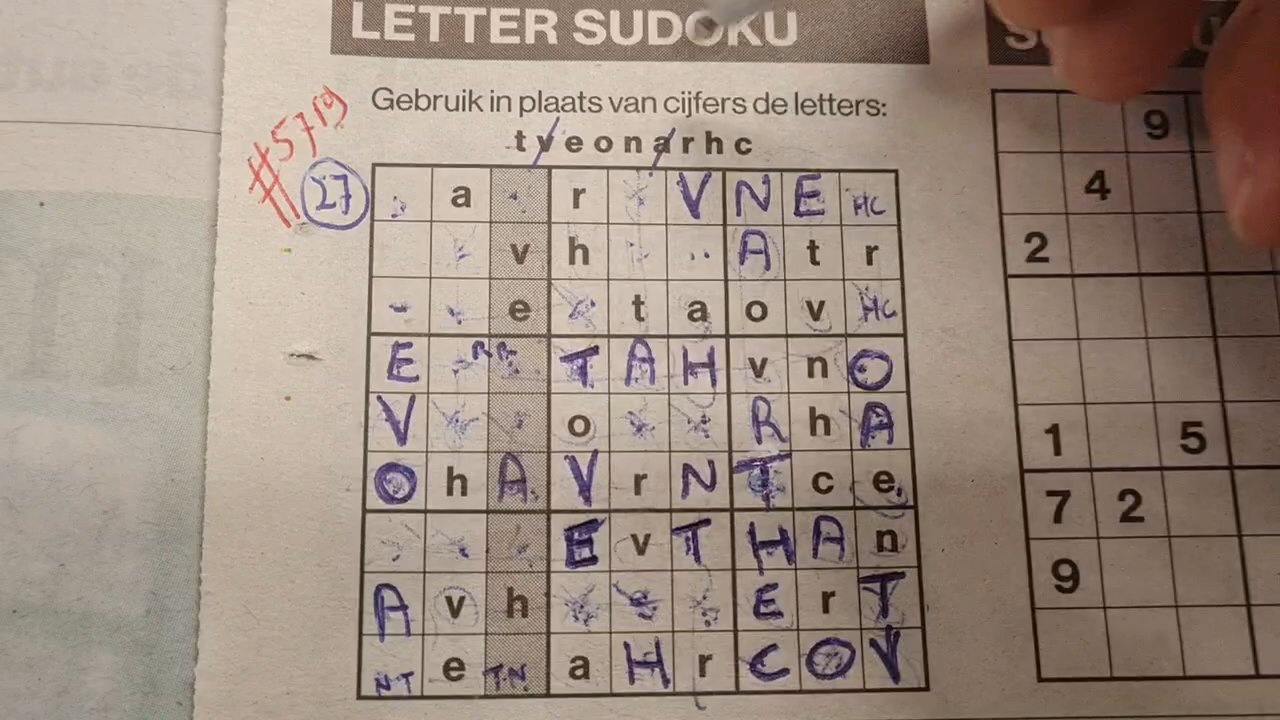 LETTER SUDOKU
Gebruik in plaats van cijfers de letters:
t v e o n a r h c
#5719
27
a r V N E HC
v h A t r
e t a o v HC
E T A H v n O
V o R h A
O h A V r N T c e
E v T H A n
A v h E r T
NT e TN a H r C O V
9
4
2
1 5
7 2
9